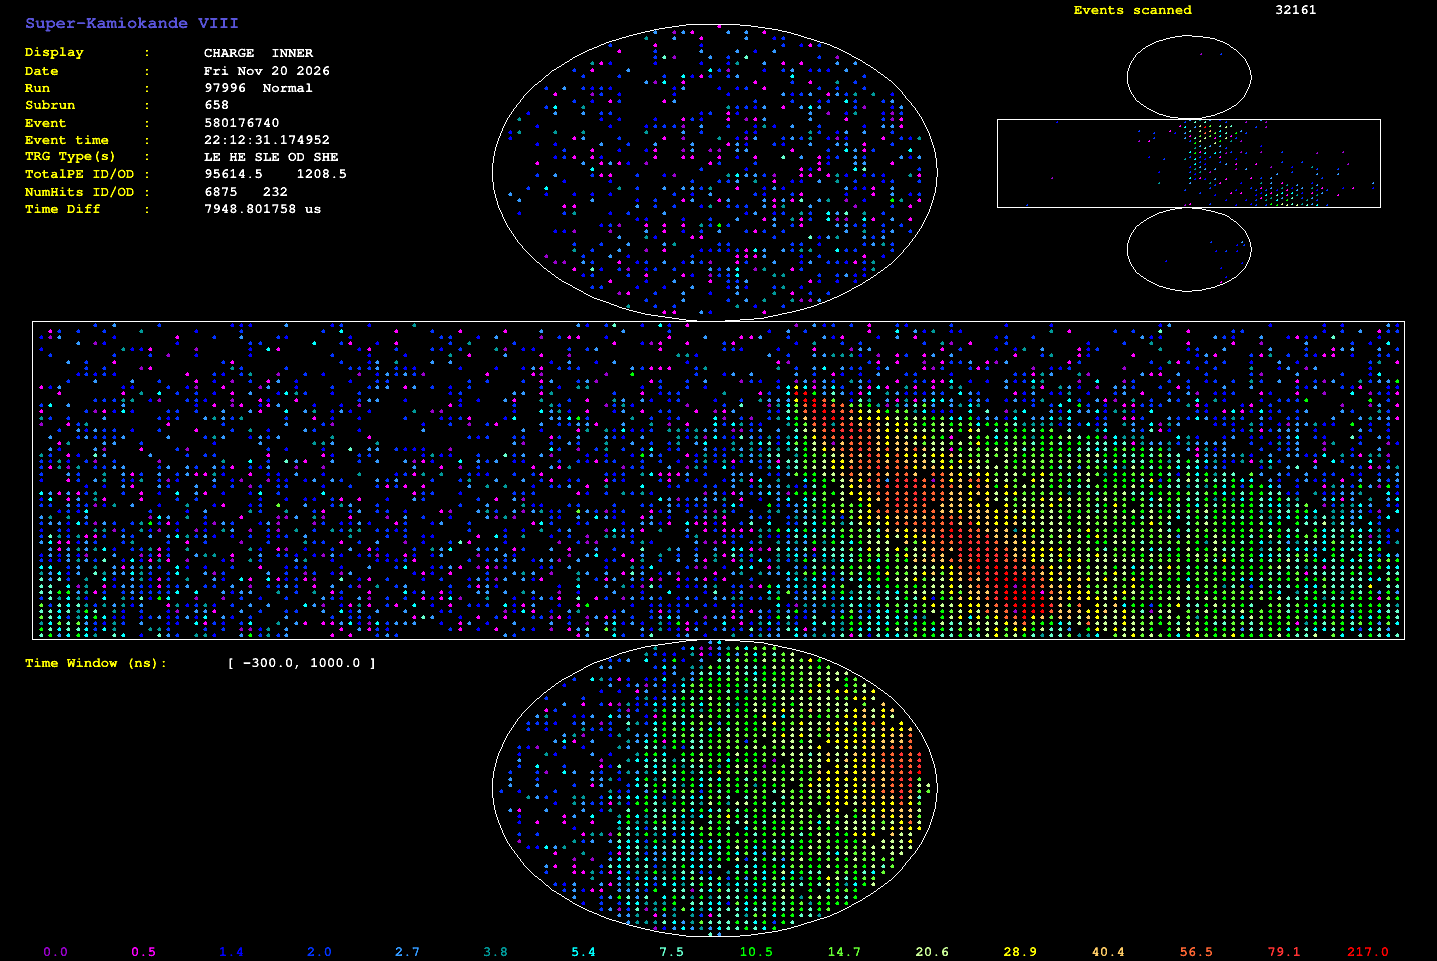 Super-Kamiokande VIII
Events scanned 32161
Display : CHARGE INNER
Date : Fri Nov 20 2026
Run : 97996 Normal
Subrun : 658
Event : 580176740
Event time : 22:12:31.174952
TRG Type(s) : LE HE SLE OD SHE
TotalPE ID/OD : 95614.5 1208.5
NumHits ID/OD : 6875 232
Time Diff : 7948.801758 us
Time Window (ns): [ -300.0, 1000.0 ]
0.0 0.5 1.4 2.0 2.7 3.8 5.4 7.5 10.5 14.7 20.6 28.9 40.4 56.5 79.1 217.0